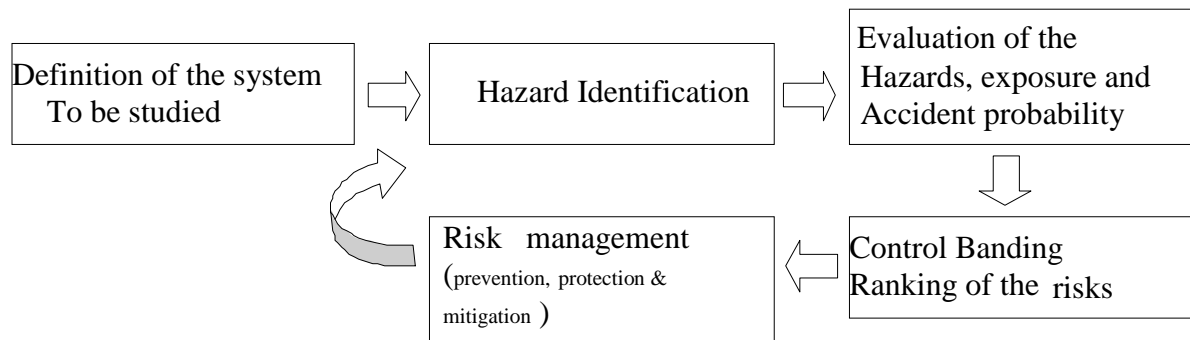 Definition of the system
To be studied
Hazard Identification
Evaluation of the
Hazards, exposure and
Accident probability
Control Banding
Ranking of the risks
Risk management
(prevention, protection &
mitigation )